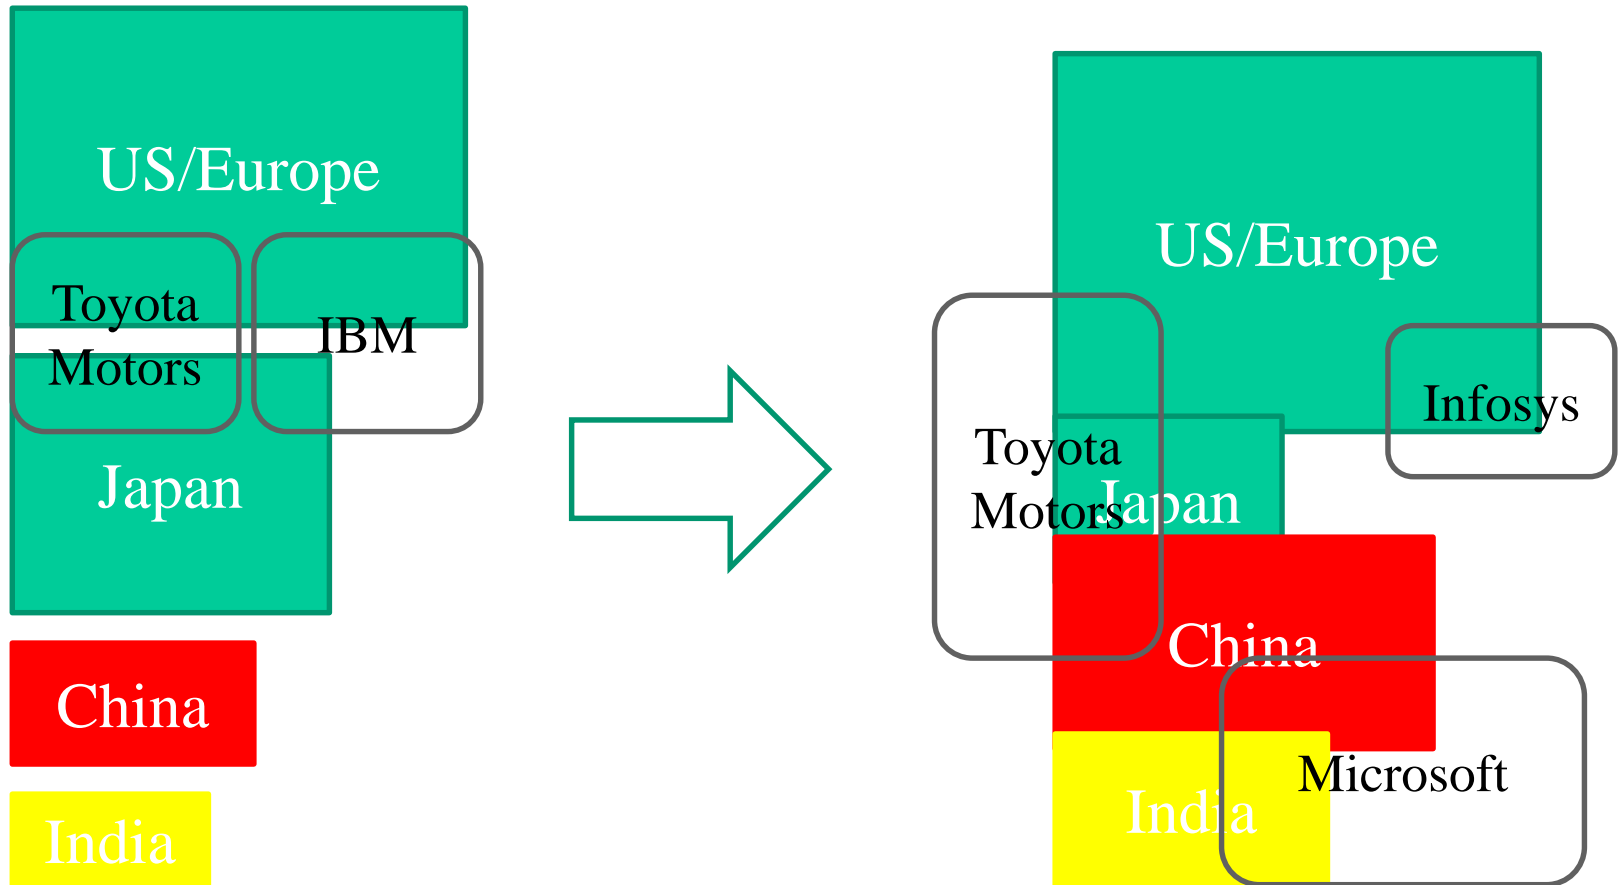 US/Europe
Toyota
Motors
IBM
Japan
China
India
US/Europe
Infosys
Toyota
Motors
Japan
China
Microsoft
India